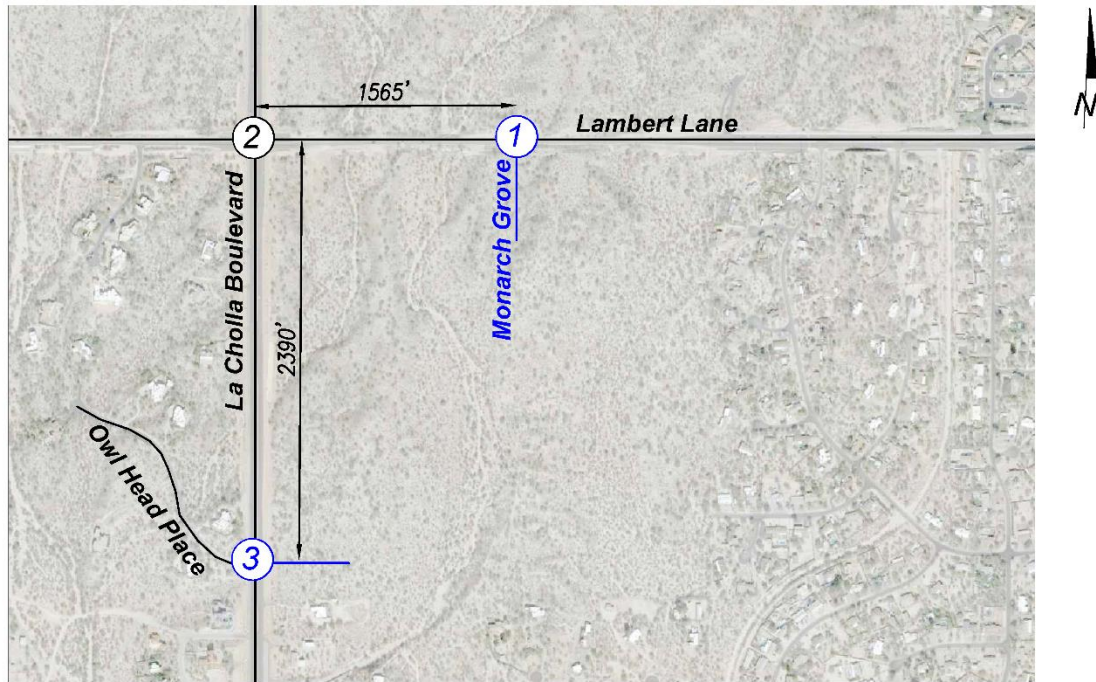 1565'
N
2
1
Lambert Lane
La Cholla Boulevard
Monarch Grove
2390'
Owl Head Place
3